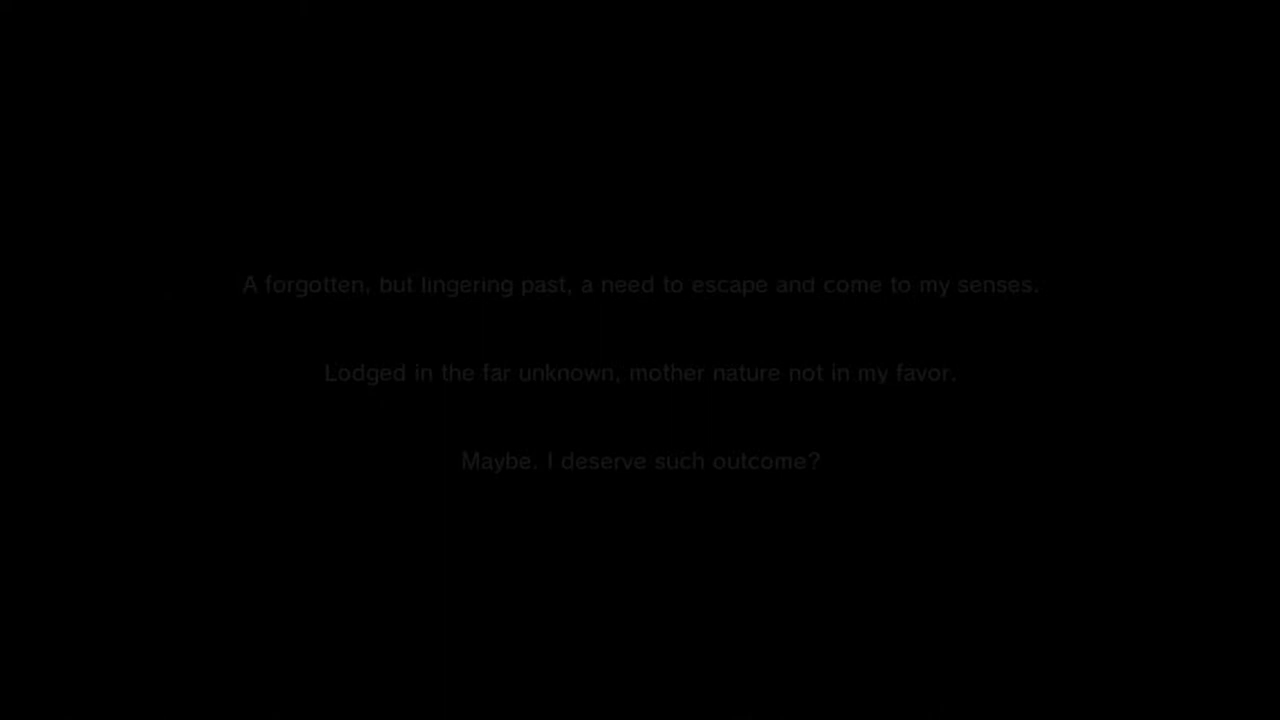 A forgotten, but lingering past, a need to escape and come to my senses.
Lodged in the far unknown, mother nature not in my favor.
Maybe, I deserve such outcome?